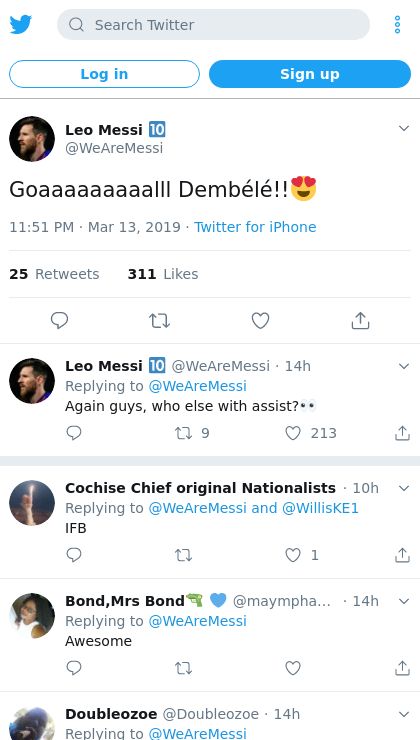 Search Twitter
Log in
Sign up
Leo Messi 🔟
@WeAreMessi
Goaaaaaaaaalll Dembélé!!😍
11:51 PM · Mar 13, 2019 · Twitter for iPhone
25 Retweets 311 Likes
Leo Messi 🔟 @WeAreMessi · 14h
Replying to @WeAreMessi
Again guys, who else with assist?👀
9 213
Cochise Chief original Nationalists · 10h
Replying to @WeAreMessi and @WillisKE1
IFB
1
Bond,Mrs Bond🔫 💙 @maympha… · 14h
Replying to @WeAreMessi
Awesome
Doubleozoe @Doubleozoe · 14h
Replying to @WeAreMessi